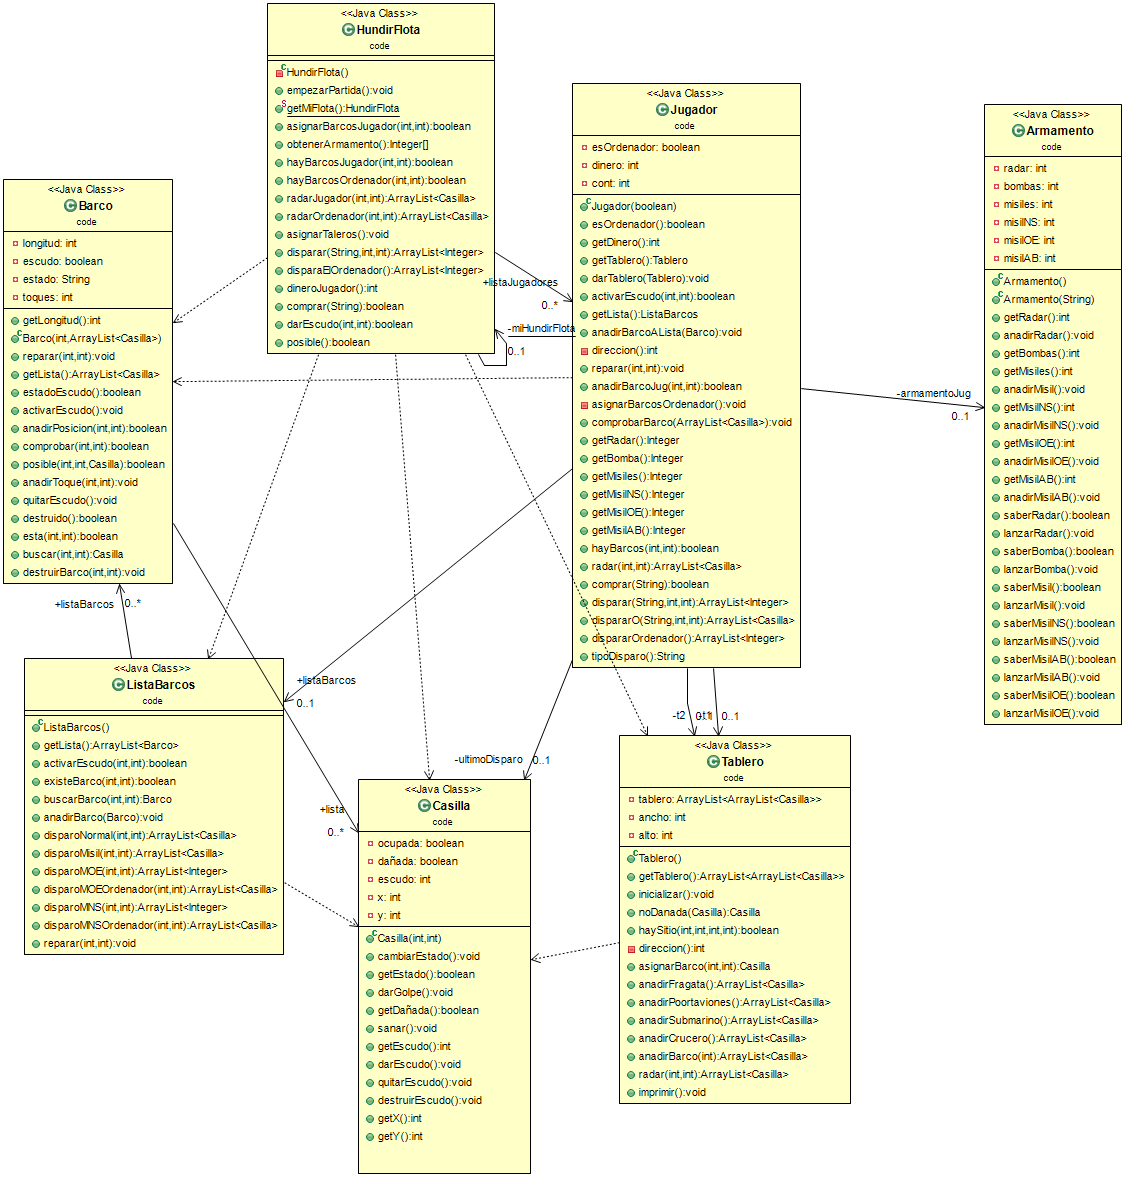 <<Java Class>>
HundirFlota
code
HundirFlota()
empezarPartida():void
getMiFlota():HundirFlota
asignarBarcosJugador(int,int):boolean
obtenerArmamento():Integer[]
hayBarcosJugador(int,int):boolean
hayBarcosOrdenador(int,int):boolean
radarJugador(int,int):ArrayList<Casilla>
radarOrdenador(int,int):ArrayList<Casilla>
asignarTaleros():void
disparar(String,int,int):ArrayList<Integer>
disparaElOrdenador():ArrayList<Integer>
dineroJugador():int
comprar(String):boolean
darEscudo(int,int):boolean
posible():boolean
<<Java Class>>
Jugador
code
esOrdenador: boolean
dinero: int
cont: int
Jugador(boolean)
esOrdenador():boolean
getDinero():int
getTablero():Tablero
darTablero(Tablero):void
activarEscudo(int,int):boolean
getLista():ListaBarcos
anadirBarcoALista(Barco):void
direccion():int
reparar(int,int):void
anadirBarcoJug(int,int):boolean
asignarBarcosOrdenador():void
comprobarBarco(ArrayList<Casilla>):void
getRadar():Integer
getBomba():Integer
getMisiles():Integer
getMisilNS():Integer
getMisilOE():Integer
getMisilAB():Integer
hayBarcos(int,int):boolean
radar(int,int):ArrayList<Casilla>
comprar(String):boolean
disparar(String,int,int):ArrayList<Integer>
dispararO(String,int,int):ArrayList<Casilla>
dispararOrdenador():ArrayList<Integer>
tipoDisparo():String
<<Java Class>>
Armamento
code
radar: int
bombas: int
misiles: int
misilNS: int
misilOE: int
misilAB: int
Armamento()
Armamento(String)
getRadar():int
anadirRadar():void
getBombas():int
getMisiles():int
anadirMisil():void
getMisilNS():int
anadirMisilNS():void
getMisilOE():int
anadirMisilOE():void
getMisilAB():int
anadirMisilAB():void
saberRadar():boolean
lanzarRadar():void
saberBomba():boolean
lanzarBomba():void
saberMisil():boolean
lanzarMisil():void
saberMisilNS():boolean
lanzarMisilNS():void
saberMisilAB():boolean
lanzarMisilAB():void
saberMisilOE():boolean
lanzarMisilOE():void
<<Java Class>>
Barco
code
longitud: int
escudo: boolean
estado: String
toques: int
getLongitud():int
Barco(int,ArrayList<Casilla>)
reparar(int,int):void
getLista():ArrayList<Casilla>
estadoEscudo():boolean
activarEscudo():void
anadirPosicion(int,int):boolean
comprobar(int,int):boolean
posible(int,int,Casilla):boolean
anadirToque(int,int):void
quitarEscudo():void
destruido():boolean
esta(int,int):boolean
buscar(int,int):Casilla
destruirBarco(int,int):void
+listaJugadores
0..*
-miHundirFlota
0..1
-armamentoJug
0..1
+listaBarcos
0..*
+listaBarcos
0..1
-t2
-t1
0..1
-ultimoDisparo
0..1
+lista
0..*
<<Java Class>>
ListaBarcos
code
ListaBarcos()
getLista():ArrayList<Barco>
activarEscudo(int,int):boolean
existeBarco(int,int):boolean
buscarBarco(int,int):Barco
anadirBarco(Barco):void
disparoNormal(int,int):ArrayList<Casilla>
disparoMisil(int,int):ArrayList<Casilla>
disparoMOE(int,int):ArrayList<Integer>
disparoMOEOrdenador(int,int):ArrayList<Casilla>
disparoMNS(int,int):ArrayList<Integer>
disparoMNSOrdenador(int,int):ArrayList<Casilla>
reparar(int,int):void
<<Java Class>>
Casilla
code
ocupada: boolean
dañada: boolean
escudo: int
x: int
y: int
Casilla(int,int)
cambiarEstado():void
getEstado():boolean
darGolpe():void
getDañada():boolean
sanar():void
getEscudo():int
darEscudo():void
quitarEscudo():void
destruirEscudo():void
getX():int
getY():int
<<Java Class>>
Tablero
code
tablero: ArrayList<ArrayList<Casilla>>
ancho: int
alto: int
Tablero()
getTablero():ArrayList<ArrayList<Casilla>>
inicializar():void
noDanada(Casilla):Casilla
haySitio(int,int,int,int):boolean
direccion():int
asignarBarco(int,int):Casilla
anadirFragata():ArrayList<Casilla>
anadirPoortaviones():ArrayList<Casilla>
anadirSubmarino():ArrayList<Casilla>
anadirCrucero():ArrayList<Casilla>
anadirBarco(int):ArrayList<Casilla>
radar(int,int):ArrayList<Casilla>
imprimir():void